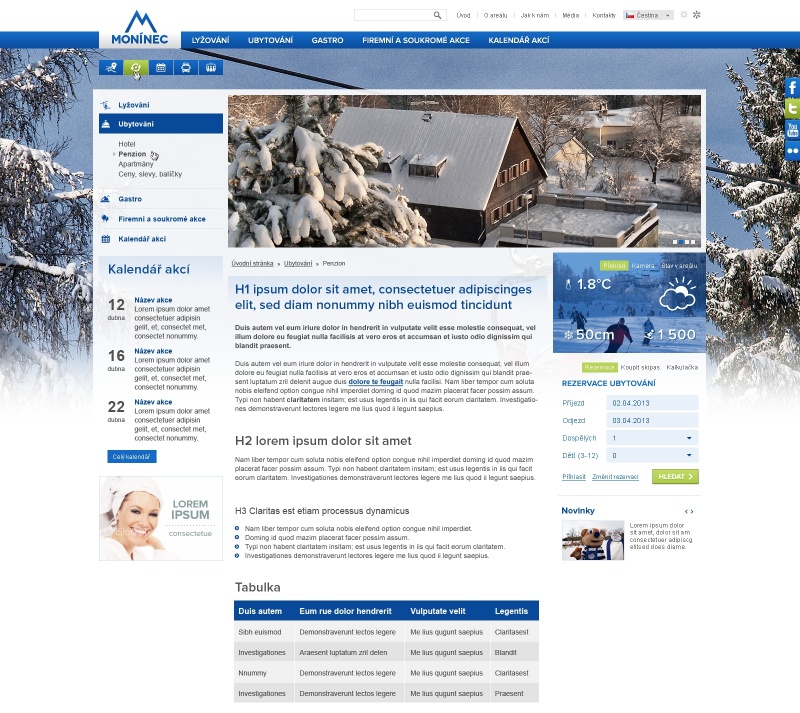 Úvod | O areálu | Jak k nám | Média | Kontakty Čestina
MONÍNEC
LYŽOVÁNÍ UBYTOVÁNÍ GASTRO FIREMNÍ A SOUKROMÉ AKCE KALENDÁŘ AKCÍ
Lyžování
Ubytování
Hotel
Penzion
Apartmány
Ceny, slevy, balíčky
Gastro
Firemní a soukromé akce
Kalendář akcí
Kalendář akcí
12
dubna
Název akce
Lorem ipsum dolor sit amet
consectetuer adipisin
gelit, et, consectet met,
consectet nonummy.
16
dubna
Název akce
Lorem ipsum dolor sit amet
consectetuer adipisin
gelit, et, consectet met,
consectet nonummy.
22
dubna
Název akce
Lorem ipsum dolor sit amet
consectetuer adipisin
gelit, et, consectet met,
consectet nonummy.
Celý kalendář
LOREM
IPSUM
consectetue
Úvodní stránka » Ubytování » Penzion
H1 ipsum dolor sit amet, consectetuer adipiscinges
elit, sed diam nonummy nibh euismod tincidunt
Duis autem vel eum iriure dolor in hendrerit in vulputate velit esse molestie consequat, vel
illum dolore eu feugiat nulla facilisis at vero eros et accumsan et iusto odio dignissim qui
blandit praesent.
Duis autem vel eum iriure dolor in hendrerit in vulputate velit esse molestie consequat, vel illum
dolore eu feugiat nulla facilisis at vero eros et accumsan et iusto odio dignissim qui blandit prae-
sent luptatum zril delenit augue duis dolore te feugait nulla facilisi. Nam liber tempor cum soluta
nobis eleifend option congue nihil imperdiet doming id quod mazim placerat facer possim assum.
Typi non habent claritatem insitam; est usus legentis in iis qui facit eorum claritatem. Investigatio-
nes demonstraverunt lectores legere me lius quod ii legunt saepius.
H2 lorem ipsum dolor sit amet
Nam liber tempor cum soluta nobis eleifend option congue nihil imperdiet doming id quod mazim
placerat facer possim assum. Typi non habent claritatem insitam; est usus legentis in iis qui facit
eorum claritatem. Investigationes demonstraverunt lectores legere me lius quod ii legunt saepius.
H3 Claritas est etiam processus dynamicus
Nam liber tempor cum soluta nobis eleifend option congue nihil imperdiet.
Doming id quod mazim placerat facer possim assum.
Typi non habent claritatem insitam; est usus legentis in iis qui facit eorum claritatem.
Investigationes demonstraverunt lectores legere me lius quod ii legunt saepius.
Tabulka
Duis autem Eum rue dolor hendrerit Vulputate velit Legentis
Sibh euismod Demonstraverunt lectos legere Me lius qugunt saepius Claritasest
Investigationes Araesent luptatum zril delen Me lius qugunt saepius Blandit
Nnummy Demonstraverunt lectos legere Me lius qugunt saepius Claritasest
Investigationes Demonstraverunt lectos legere Me lius qugunt saepius Praesent
Přehled Kamera Stav v areálu
1.8°C
50cm
1 500
Rezervace Koupit skipas Kalkulačka
REZERVACE UBYTOVÁNÍ
Příjezd 02.04.2013
Odjezd 03.04.2013
Dospělých 1
Děti (3-12) 0
Přihlásit Změnit rezervaci HLEDAT
Novinky
Lorem ipsum dolor
sit amet, dolor sit am
consectetuer adipiscg
elitsed does diame.
You
Tube